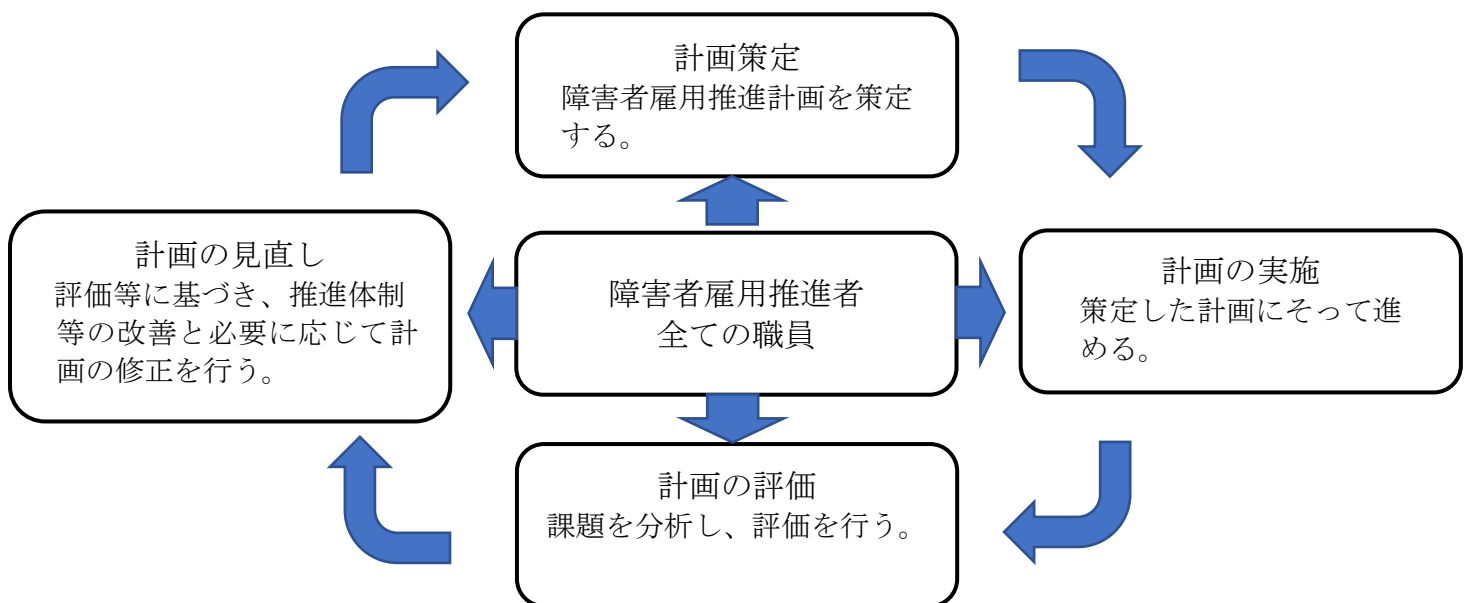 計画策定
障害者雇用推進計画を策定
する。
計画の見直し
評価等に基づき、推進体制
等の改善と必要に応じて計
画の修正を行う。
障害者雇用推進者
全ての職員
計画の実施
策定した計画にそって進
める。
計画の評価
課題を分析し、評価を行う。